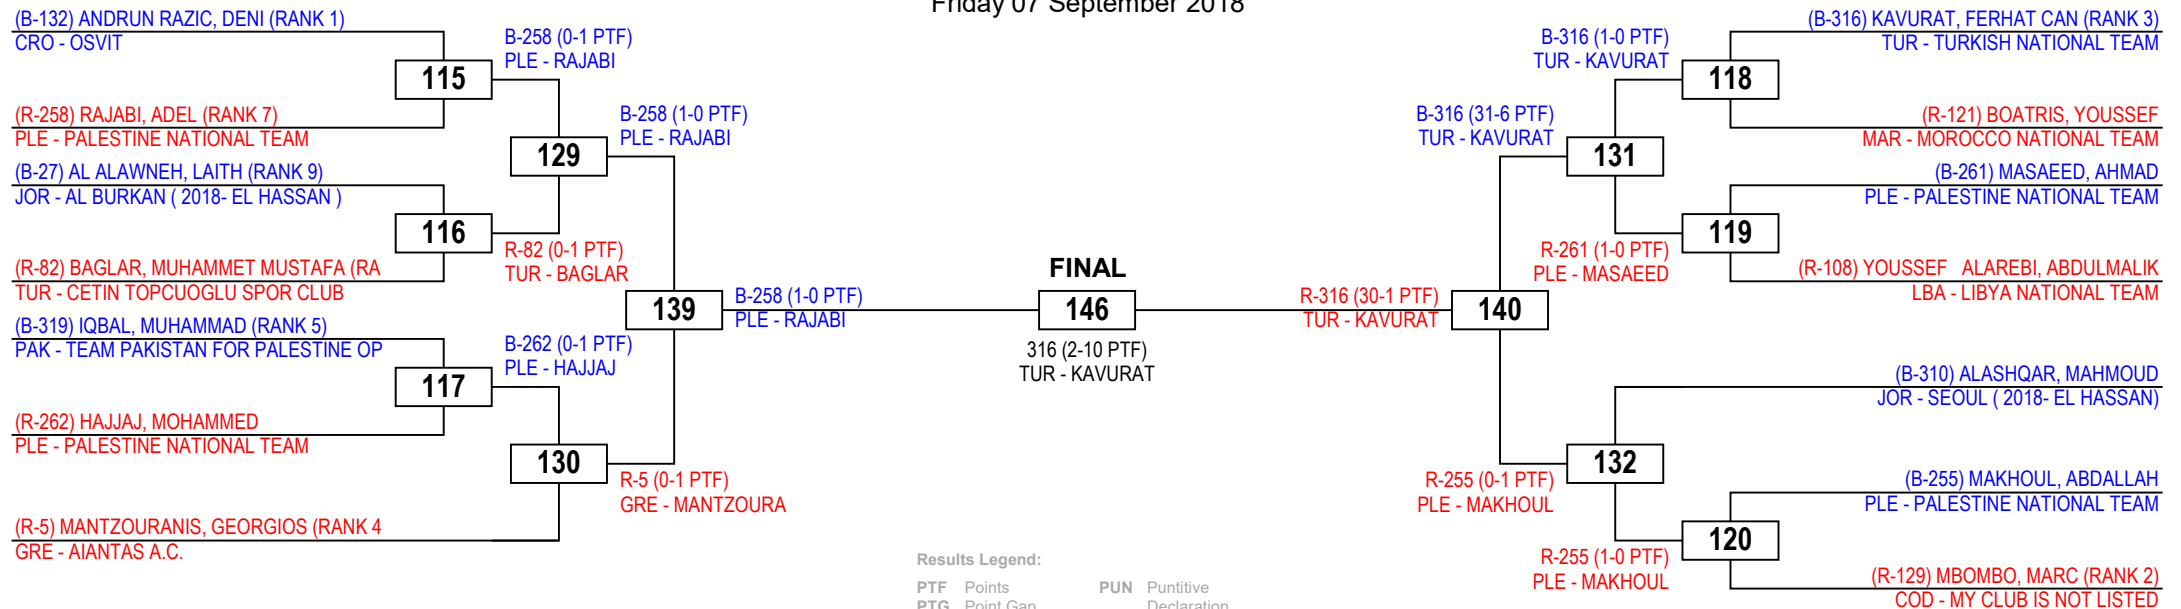 Friday 07 September 2018
(B-132) ANDRUN RAZIC, DENI (RANK 1)
CRO - OSVIT
115
(R-258) RAJABI, ADEL (RANK 7)
PLE - PALESTINE NATIONAL TEAM
(B-27) AL ALAWNEH, LAITH (RANK 9)
JOR - AL BURKAN ( 2018- EL HASSAN )
116
(R-82) BAGLAR, MUHAMMET MUSTAFA (RA
TUR - CETIN TOPCUOGLU SPOR CLUB
(B-319) IQBAL, MUHAMMAD (RANK 5)
PAK - TEAM PAKISTAN FOR PALESTINE OP
117
(R-262) HAJJAJ, MOHAMMED
PLE - PALESTINE NATIONAL TEAM
(R-5) MANTZOURANIS, GEORGIOS (RANK 4
GRE - AIANTAS A.C.
B-258 (0-1 PTF)
PLE - RAJABI
129
R-82 (0-1 PTF)
TUR - BAGLAR
B-262 (0-1 PTF)
PLE - HAJJAJ
130
B-258 (1-0 PTF)
PLE - RAJABI
139
R-5 (0-1 PTF)
GRE - MANTZOURA
B-258 (1-0 PTF)
PLE - RAJABI
FINAL
146
316 (2-10 PTF)
TUR - KAVURAT
R-316 (30-1 PTF)
TUR - KAVURAT
140
B-316 (31-6 PTF)
TUR - KAVURAT
R-255 (0-1 PTF)
PLE - MAKHOUL
B-316 (1-0 PTF)
TUR - KAVURAT
131
R-261 (1-0 PTF)
PLE - MASAEED
132
R-255 (1-0 PTF)
PLE - MAKHOUL
(B-316) KAVURAT, FERHAT CAN (RANK 3)
TUR - TURKISH NATIONAL TEAM
118
(R-121) BOATRIS, YOUSSEF
MAR - MOROCCO NATIONAL TEAM
(B-261) MASAEED, AHMAD
PLE - PALESTINE NATIONAL TEAM
119
(R-108) YOUSSEF ALAREBI, ABDULMALIK
LBA - LIBYA NATIONAL TEAM
(B-310) ALASHQAR, MAHMOUD
JOR - SEOUL ( 2018- EL HASSAN)
(B-255) MAKHOUL, ABDALLAH
PLE - PALESTINE NATIONAL TEAM
120
(R-129) MBOMBO, MARC (RANK 2)
COD - MY CLUB IS NOT LISTED
Results Legend:
PTF Points PUN Puntitive
PTG Point Gap Declaration